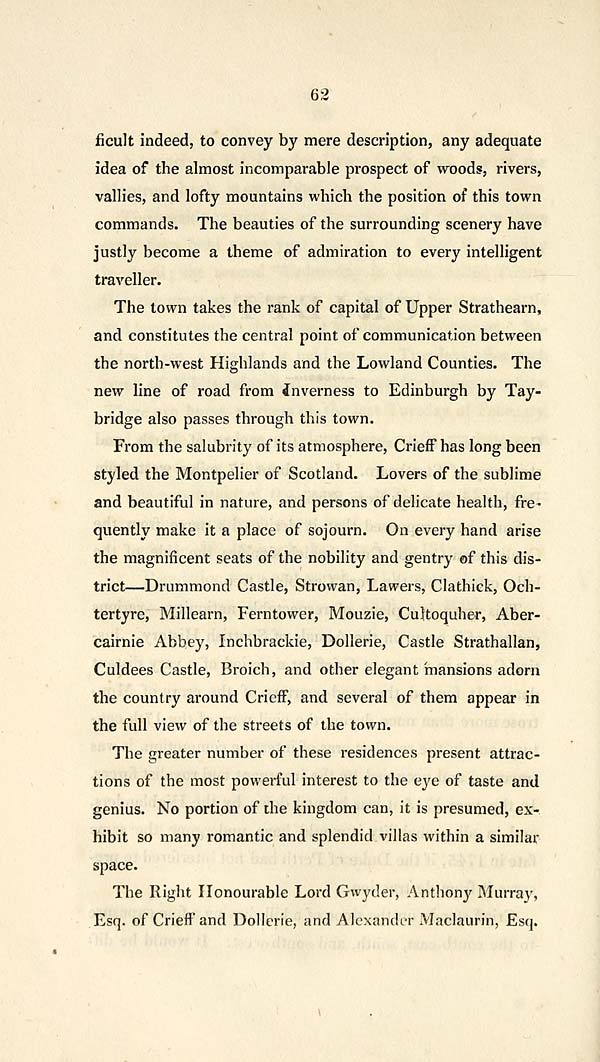 62
ficult indeed, to convey by mere description, any adequate
idea of the almost incomparable prospect of woods, rivers,
vallies, and lofty mountains which the position of this town
commands. The beauties of the surrounding scenery have
justly become a theme of admiration to every intelligent
traveller.
The town takes the rank of capital of Upper Strathearn,
and constitutes the central point of communication between
the north-west Highlands and the Lowland Counties. The
new line of road from Inverness to Edinburgh by Tay-
bridge also passes through this town.
From the salubrity of its atmosphere, Crieff has long been
styled the Montpelier of Scotland. Lovers of the sublime
and beautiful in nature, and persons of delicate health, fre-
quently make it a place of sojourn. On every hand arise
the magnificent seats of the nobility and gentry of this dis-
trict—Drummond Castle, Strowan, Lawers, Clathick, Och-
tertyre, Millearn, Ferntower, Mouzie, Cultoquher, Aber-
cairnie Abbey, Inchbrackie, Dollerie, Castle Strathallan,
Culdees Castle, Broich, and other elegant mansions adorn
the country around Crieff, and several of them appear in
the full view of the streets of the town.
The greater number of these residences present attrac-
tions of the most powerful interest to the eye of taste and
genius. No portion of the kingdom can, it is presumed, ex-
hibit so many romantic and splendid villas within a similar
space.
The Right Honourable Lord Gwyder, Anthony Murray,
Esq. of Crieff and Dollerie, and Alexander Maclaurin, Esq.